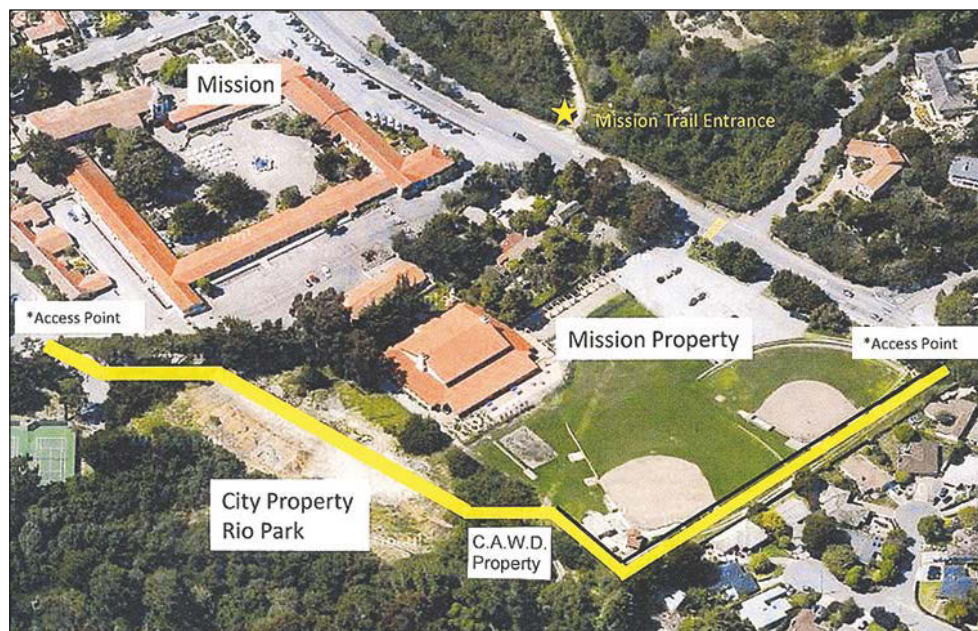 Mission
Mission Trail Entrance
*Access Point
Mission Property
*Access Point
City Property
Rio Park
C.A.W.D.
Property